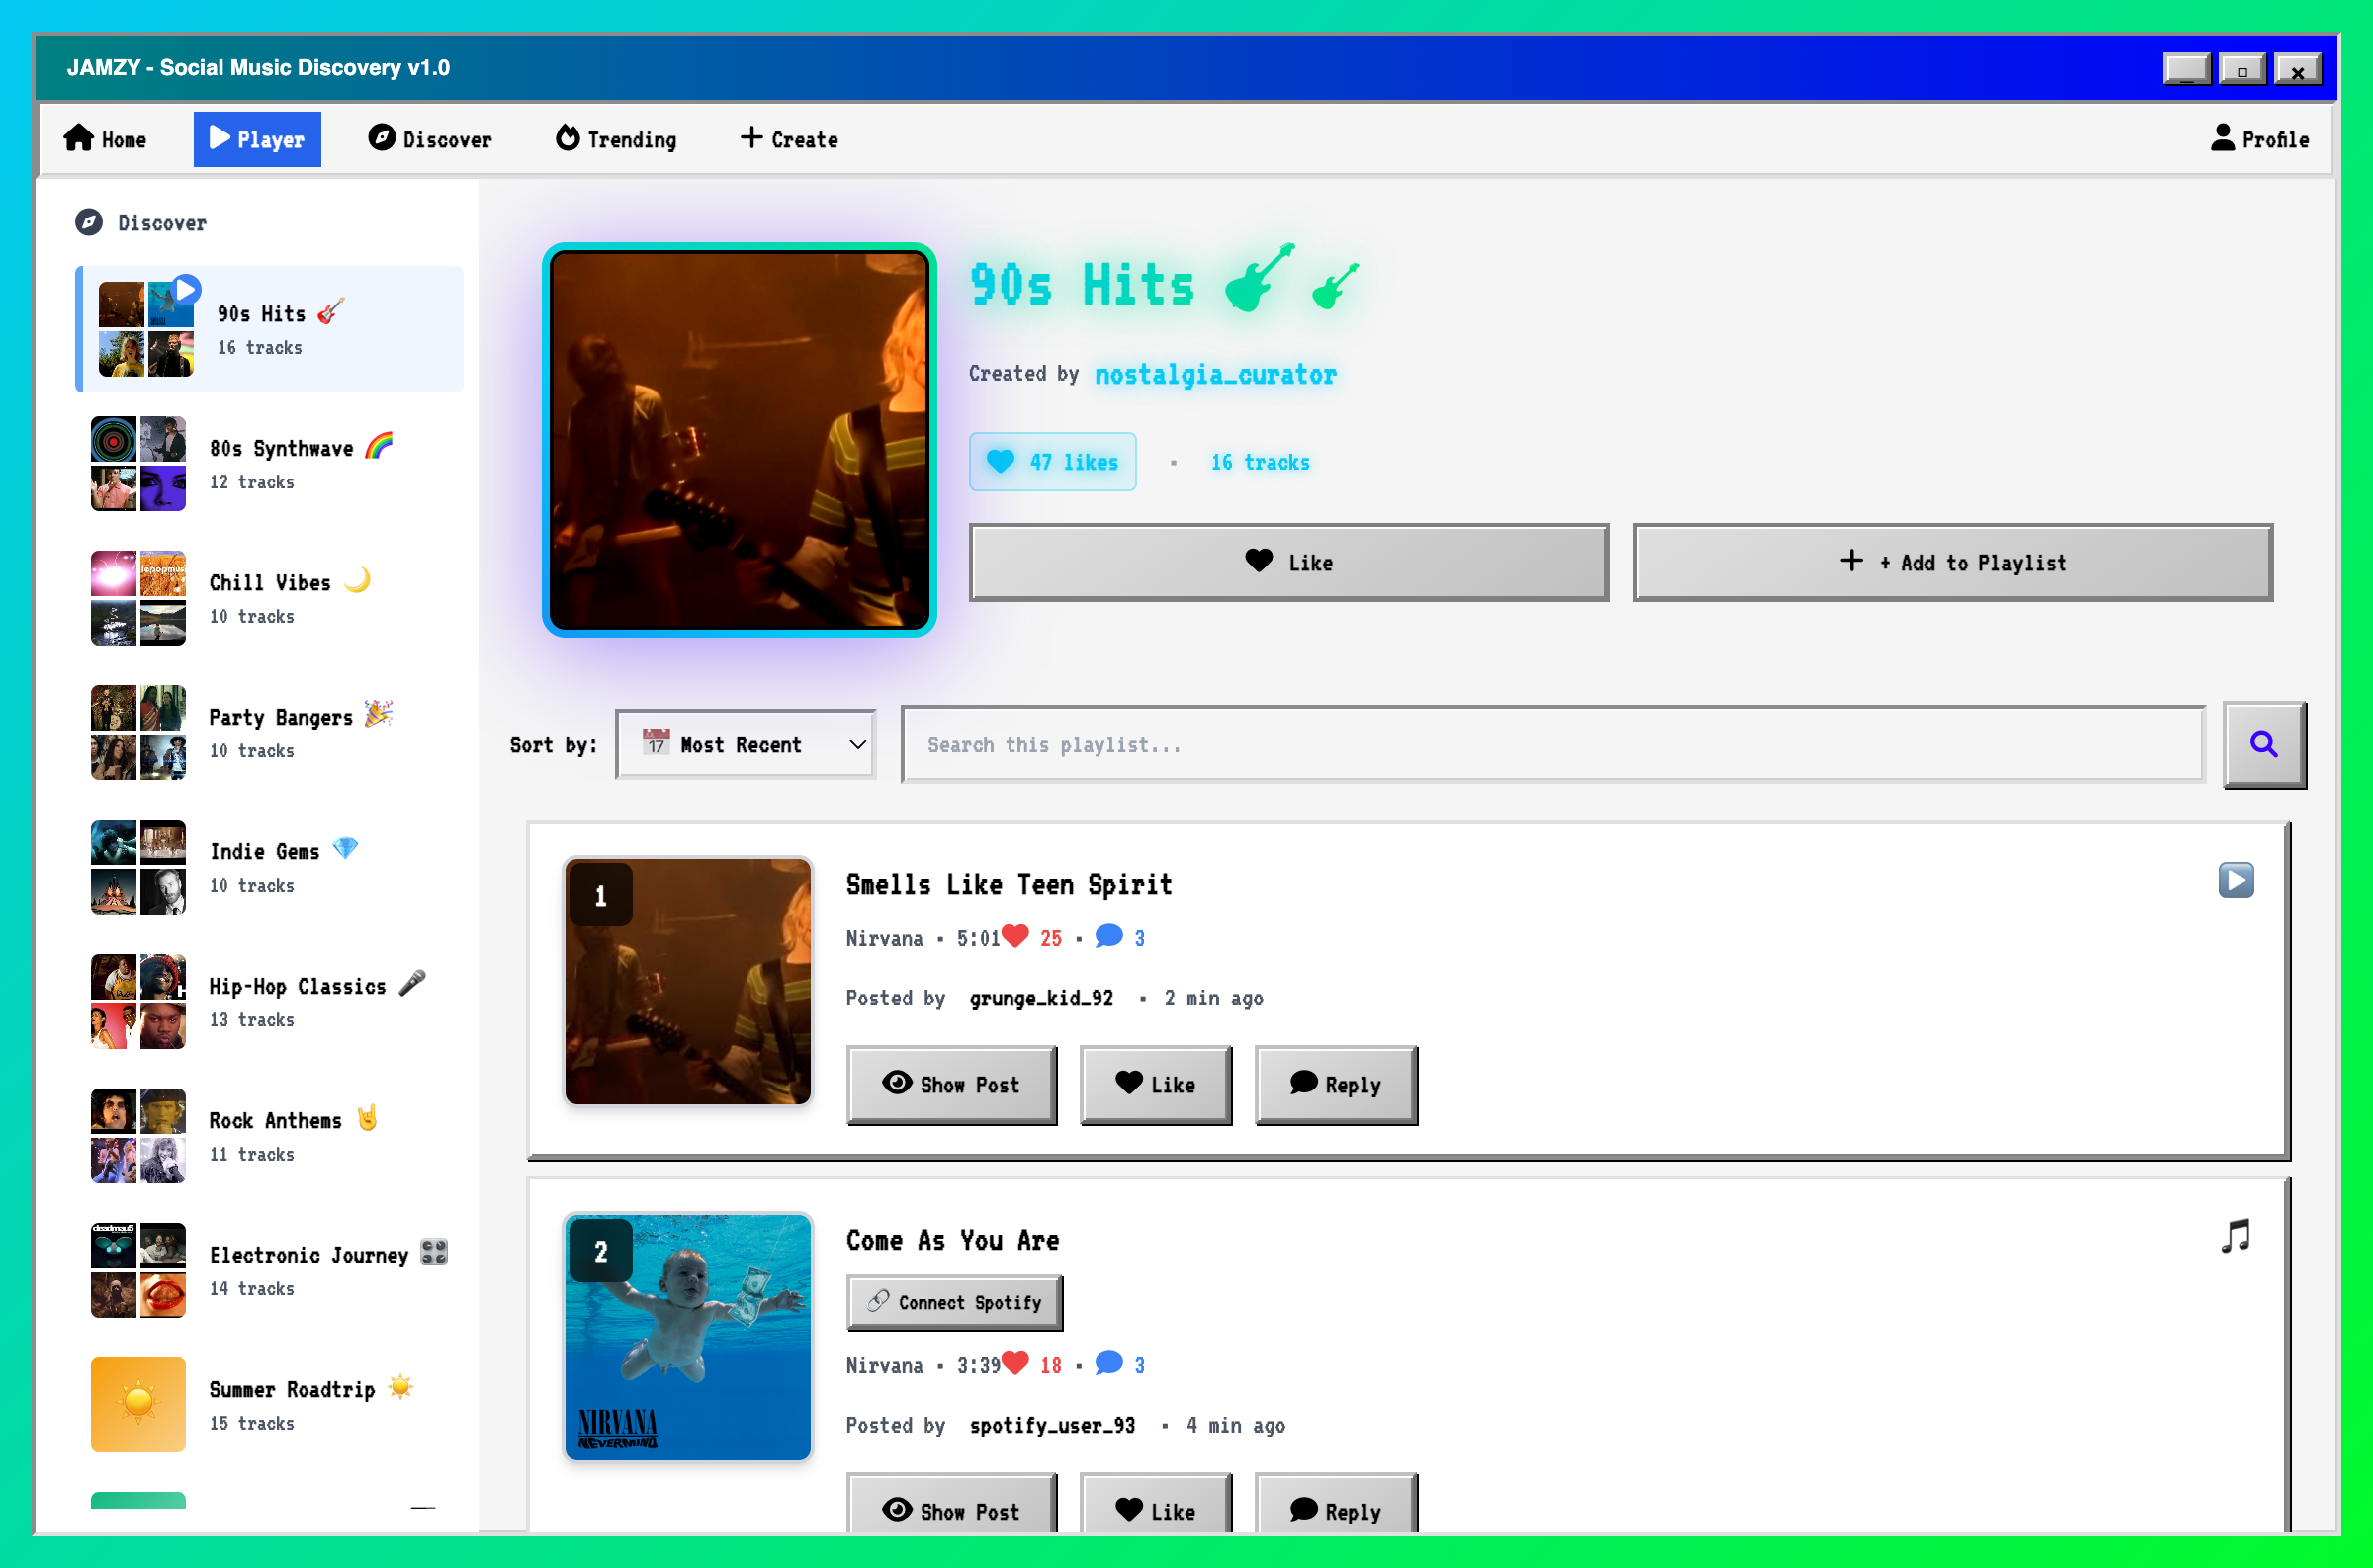 JAMZY - Social Music Discovery v1.0
Home
Player
Discover
Trending
+ Create
Profile
Discover
90s Hits 🎸
16 tracks
80s Synthwave 🌈
12 tracks
Chill Vibes 🌙
10 tracks
Party Bangers 🎉
10 tracks
Indie Gems 💎
10 tracks
Hip-Hop Classics 🎤
13 tracks
Rock Anthems 🤘
11 tracks
Electronic Journey 🎛️
14 tracks
Summer Roadtrip ☀️
15 tracks
90s Hits 🎸 🎸
Created by nostalgia_curator
47 likes • 16 tracks
Like
+ + Add to Playlist
Sort by: 17 Most Recent
Search this playlist...
1
Smells Like Teen Spirit
Nirvana • 5:01 25 • 3
Posted by grunge_kid_92 • 2 min ago
Show Post
Like
Reply
2
NIRVANA
NEVERMIND
Come As You Are
🔗 Connect Spotify
Nirvana • 3:39 18 • 3
Posted by spotify_user_93 • 4 min ago
Show Post
Like
Reply